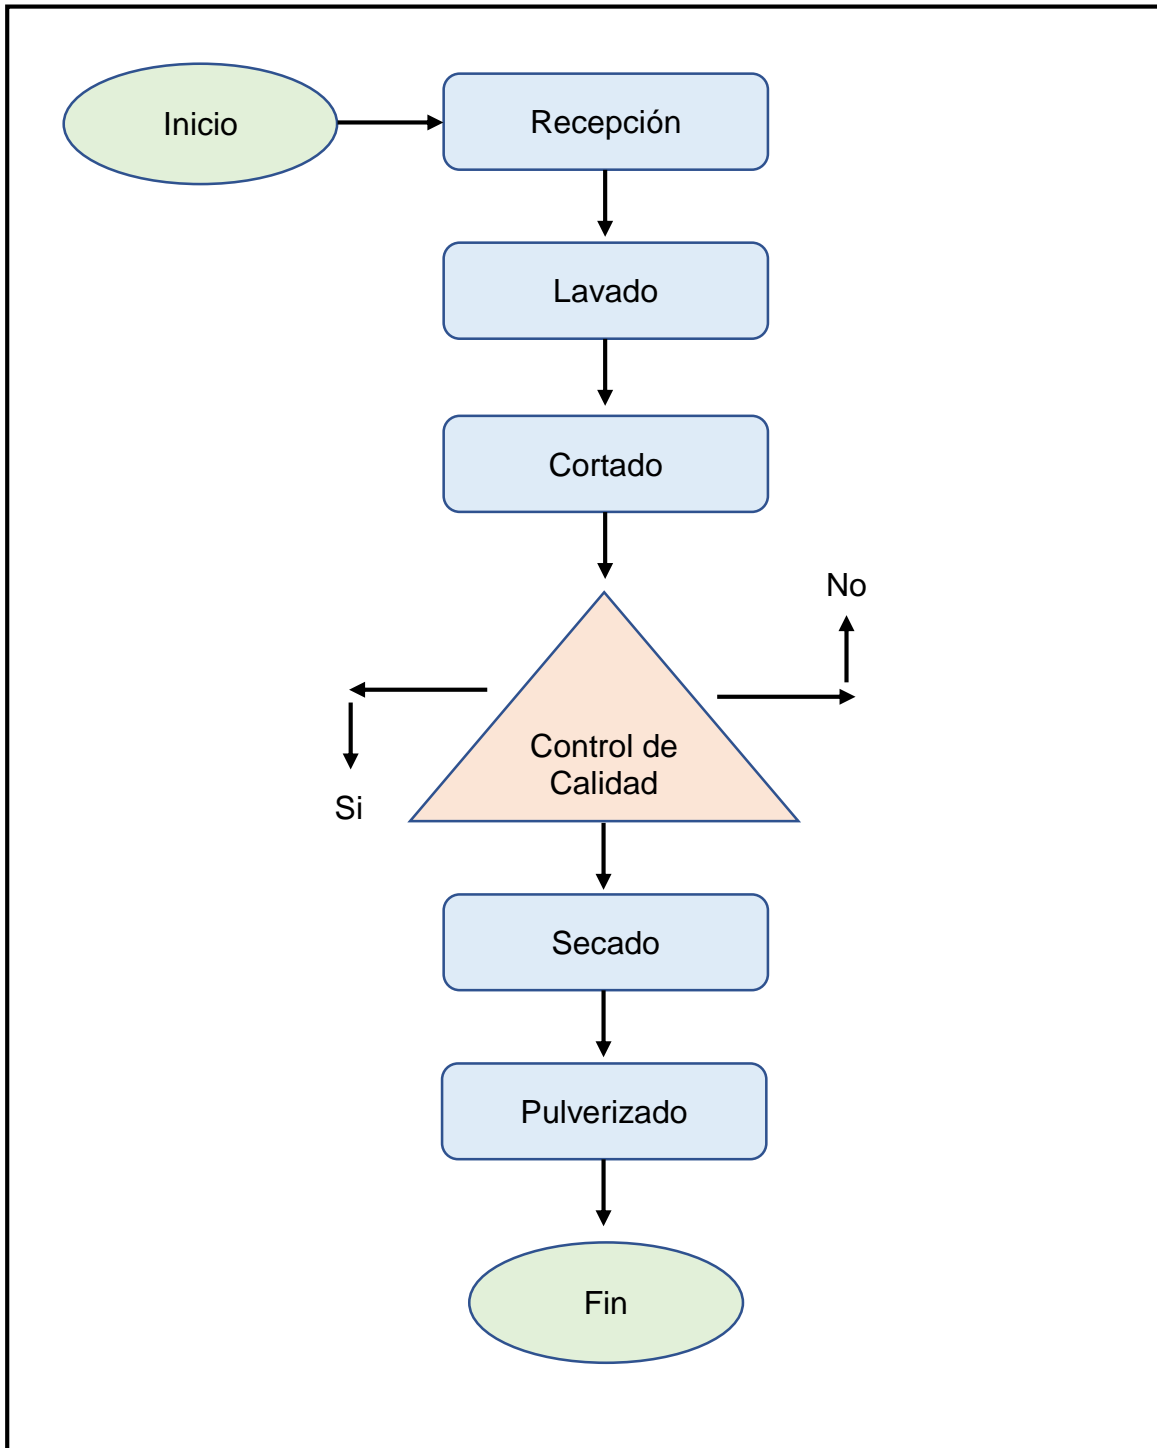 Inicio
Recepción
Lavado
Cortado
No
Control de
Calidad
Si
Secado
Pulverizado
Fin